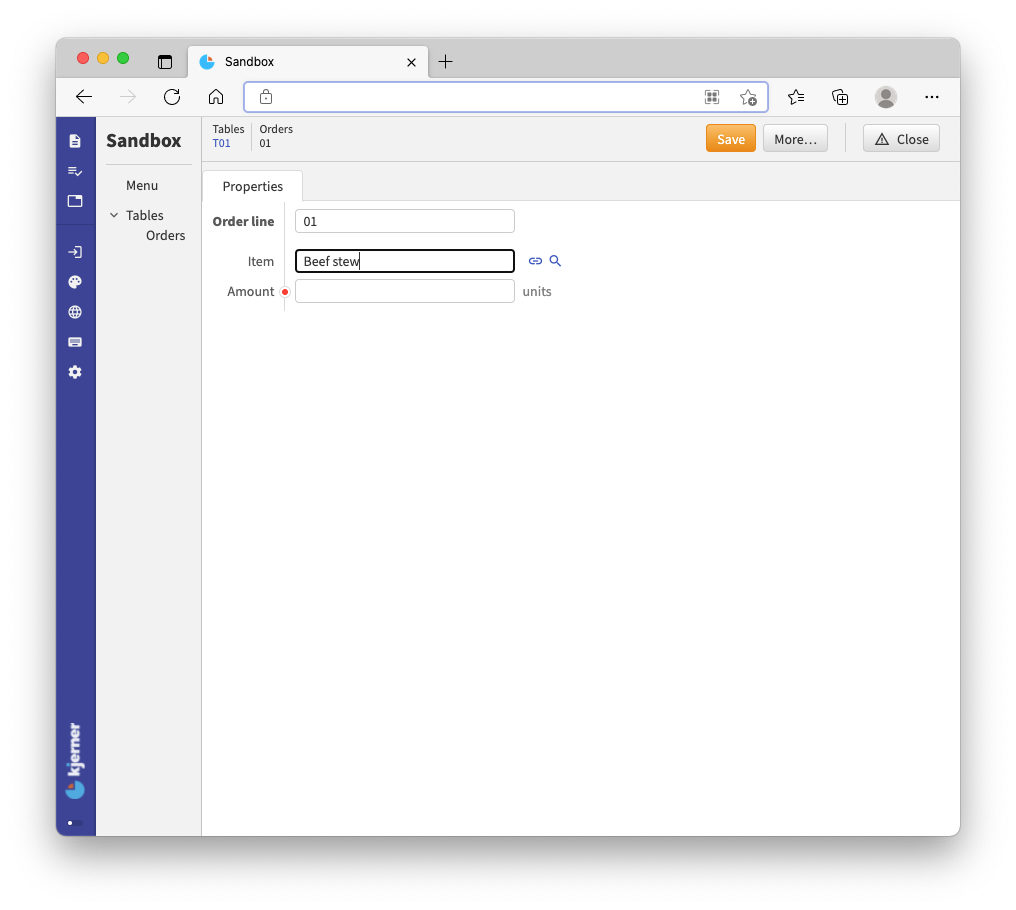 Sandbox
Sandbox
Tables Orders
T01 01
Save More… Close
Menu
Tables
Orders
Properties
Order line 01
Item Beef stew
Amount units
kjerner